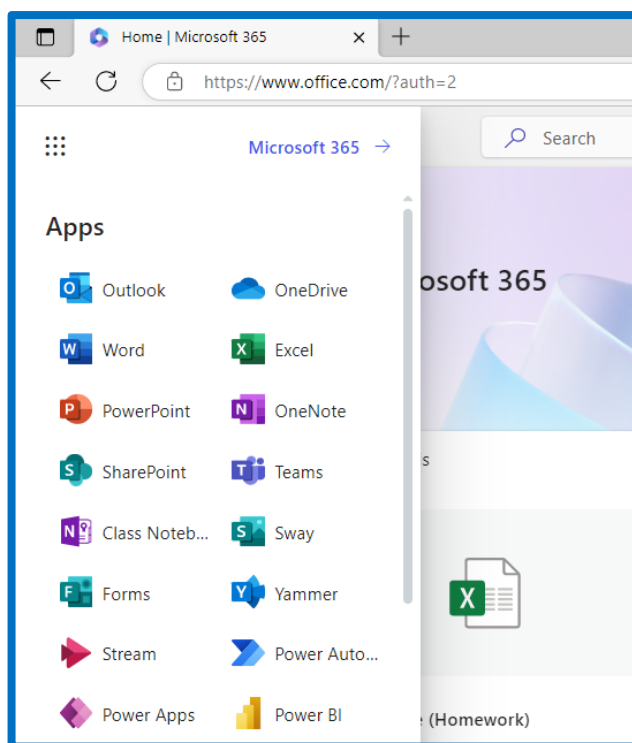 Home | Microsoft 365
https://www.office.com/?auth=2
Microsoft 365
Search
Apps
osoft 365
Outlook OneDrive
Word Excel
PowerPoint OneNote
SharePoint Teams
s
Class Noteb... Sway
Forms Yammer
Stream Power Auto...
Power Apps Power BI
(Homework)